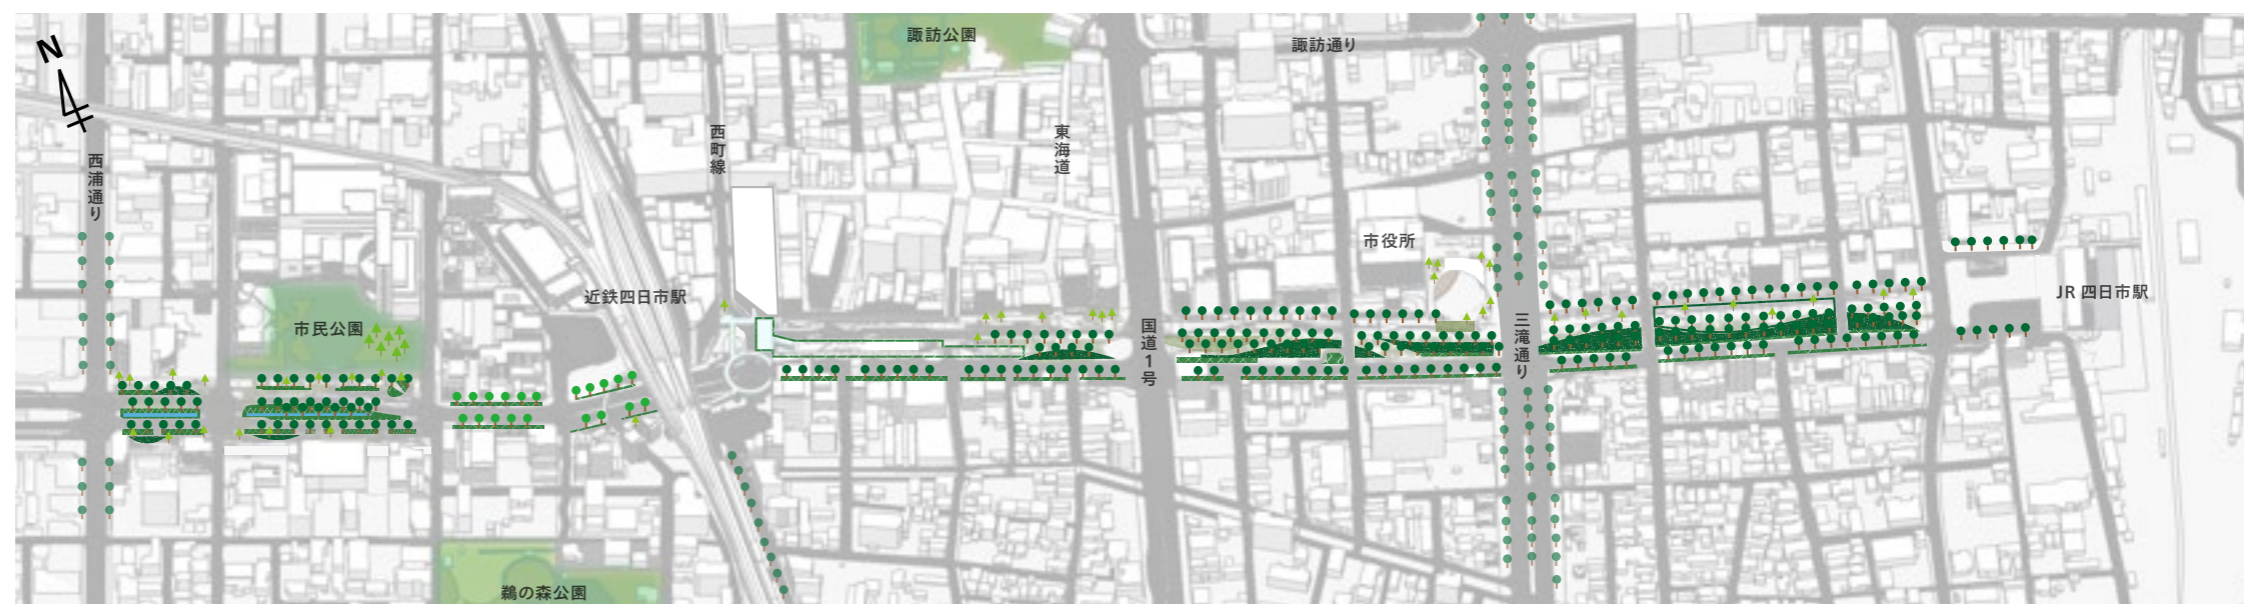 N
諏訪公園
諏訪通り
西町線
東海道
西浦通り
市役所
近鉄四日市駅
JR 四日市駅
市民公園
国道1号
三滝通り
鵜の森公園